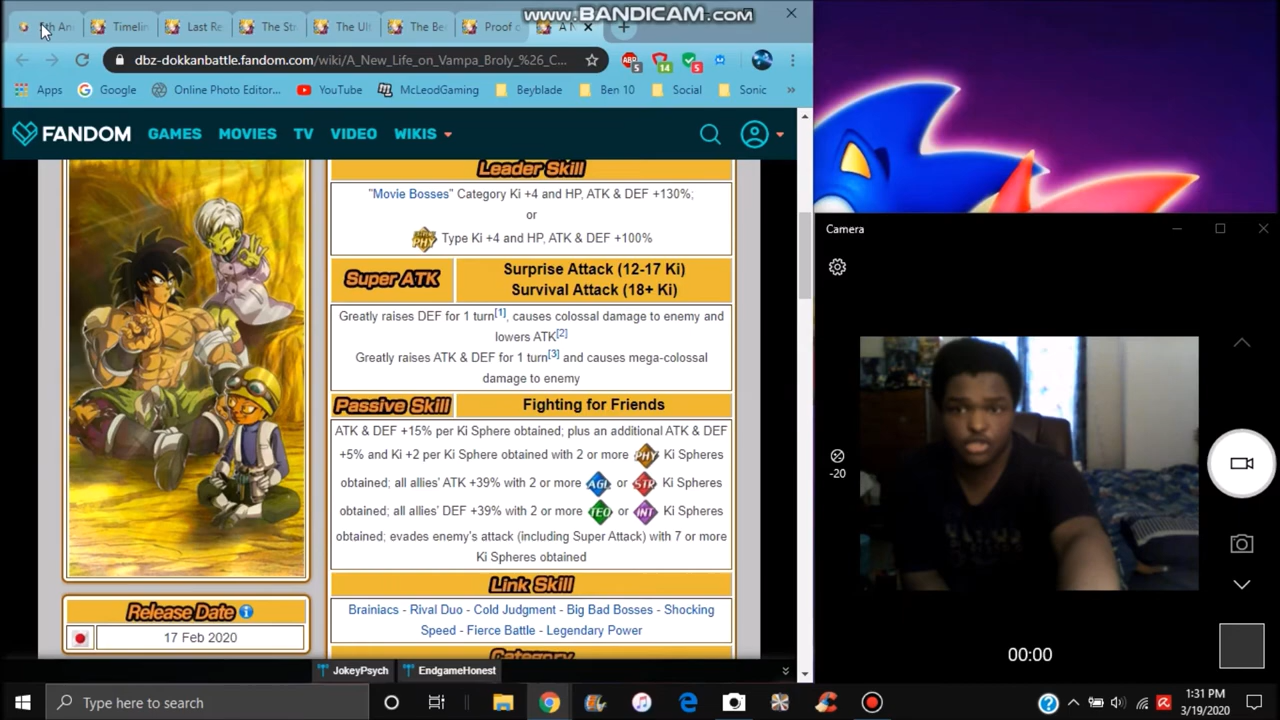 www.BANDICAM.com
5th An
Timelin
Last Re
The Str
The Ult
The Be
Proof o
A N
dbz-dokkanbattle.fandom.com/wiki/A_New_Life_on_Vampa_Broly_%26_C...
ABP 5 14 5
Apps Google Online Photo Editor... YouTube McLeodGaming Beyblade Ben 10 Social Sonic »
FANDOM GAMES MOVIES TV VIDEO WIKIS
Leader Skill
"Movie Bosses" Category Ki +4 and HP, ATK & DEF +130%;
or
SUPER PHY Type Ki +4 and HP, ATK & DEF +100%
Super ATK
Surprise Attack (12-17 Ki)
Survival Attack (18+ Ki)
Greatly raises DEF for 1 turn[1], causes colossal damage to enemy and
lowers ATK[2]
Greatly raises ATK & DEF for 1 turn[3] and causes mega-colossal
damage to enemy
Passive Skill
Fighting for Friends
ATK & DEF +15% per Ki Sphere obtained; plus an additional ATK & DEF
+5% and Ki +2 per Ki Sphere obtained with 2 or more PHY Ki Spheres
obtained; all allies' ATK +39% with 2 or more AGL or STR Ki Spheres
obtained; all allies' DEF +39% with 2 or more TEQ or INT Ki Spheres
obtained; evades enemy's attack (including Super Attack) with 7 or more
Ki Spheres obtained
Link Skill
Brainiacs - Rival Duo - Cold Judgment - Big Bad Bosses - Shocking
Speed - Fierce Battle - Legendary Power
Category
Release Date
17 Feb 2020
JokeyPsych EndgameHonest
Camera
-20
00:00
Type here to search
1:31 PM
3/19/2020